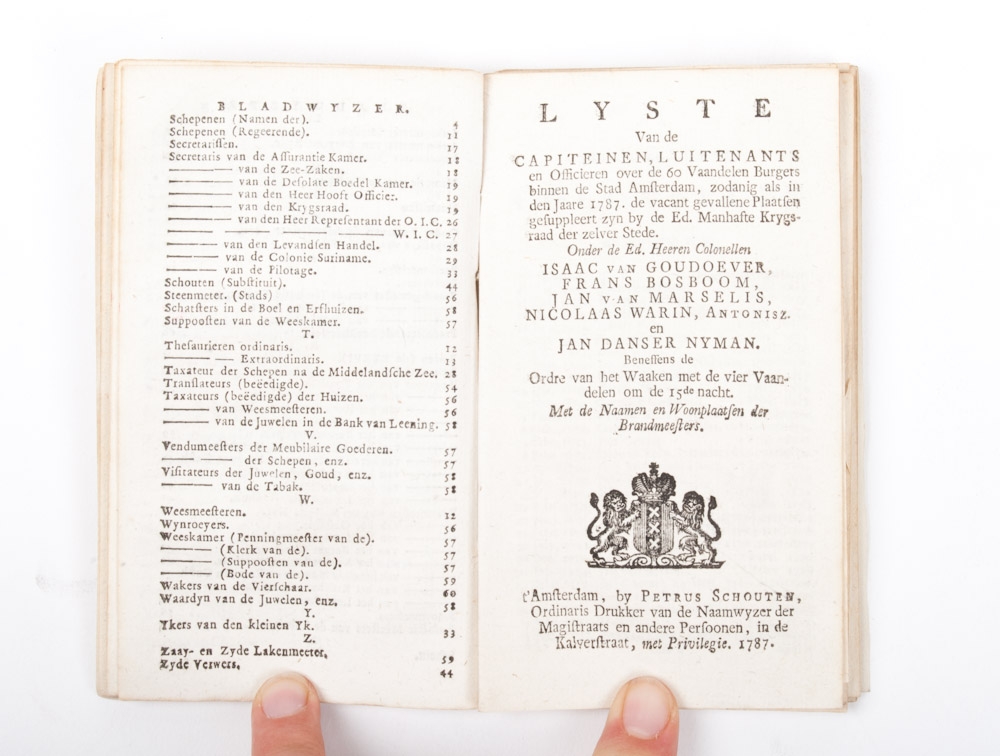 BLADWYZER.
Schepenen (Namen der). 4
Schepenen (Regeerende). 11
Secretariſſen. 17
Secretaris van de Aſſurantie Kamer. 18
——— van de Zee-Zaken. 18
——— van de Deſolate Boedel Kamer. 19
——— van den Heer Hooft Officier. 19
——— van den Krygsraad. 19
——— van den Heer Repreſentant der O. I. C. 26
——— ——— ——— ——— W. I. C. 27
——— van den Levandſen Handel. 28
——— van de Colonie Suriname. 29
——— van de Pilotage. 33
Schouten (Subſtituit). 44
Steenmeter. (Stads) 56
Schatſters in de Boel en Erfhuizen. 58
Suppooſten van de Weeskamer. 57
T.
Theſaurieren ordinaris. 12
——— — Extraordinaris. 13
Taxateur der Schepen na de Middelandſche Zee. 28
Tranſlateurs (beëedigde). 54
Taxateurs (beëedigde) der Huizen. 56
——— van Weesmeeſteren. 56
——— van de Juwelen in de Bank van Leening. 58
V.
Vendumeeſters der Meubilaire Goederen. 57
——— ——— der Schepen, enz. 57
Viſitateurs der Juwelen, Goud, enz. 58
——— van de Tabak. 58
W.
Weesmeeſteren. 12
Wynroeyers. 56
Weeskamer (Penningmeeſter van de). 57
——— (Klerk van de). 57
——— (Suppooſten van de). 57
——— (Bode van de). 59
Wakers van de Vierſchaar. 60
Waardyn van de Juwelen, enz. 58
Y.
Ykers van den kleinen Yk. 33
Z.
Zaay- en Zyde Lakenmeeter. 59
Zyde Verwers. 44
LYSTE
Van de
CAPITEINEN, LUITENANTS
en Officieren over de 60 Vaandelen Burgers
binnen de Stad Amſterdam, zodanig als in
den Jaare 1787. de vacant gevallene Plaatſen
geſuppleert zyn by de Ed. Manhafte Krygs-
raad der zelver Stede.
Onder de Ed. Heeren Colonellen
ISAAC VAN GOUDOEVER,
FRANS BOSBOOM,
JAN VAN MARSELIS,
NICOLAAS WARIN, ANTONISZ.
en
JAN DANSER NYMAN.
Beneffens de
Ordre van het Waaken met de vier Vaan-
delen om de 15de nacht.
Met de Naamen en Woonplaatſen der
Brandmeeſters.
t'Amſterdam, by PETRUS SCHOUTEN,
Ordinaris Drukker van de Naamwyzer der
Magiſtraats en andere Perſoonen, in de
Kalverſtraat, met Privilegie. 1787.